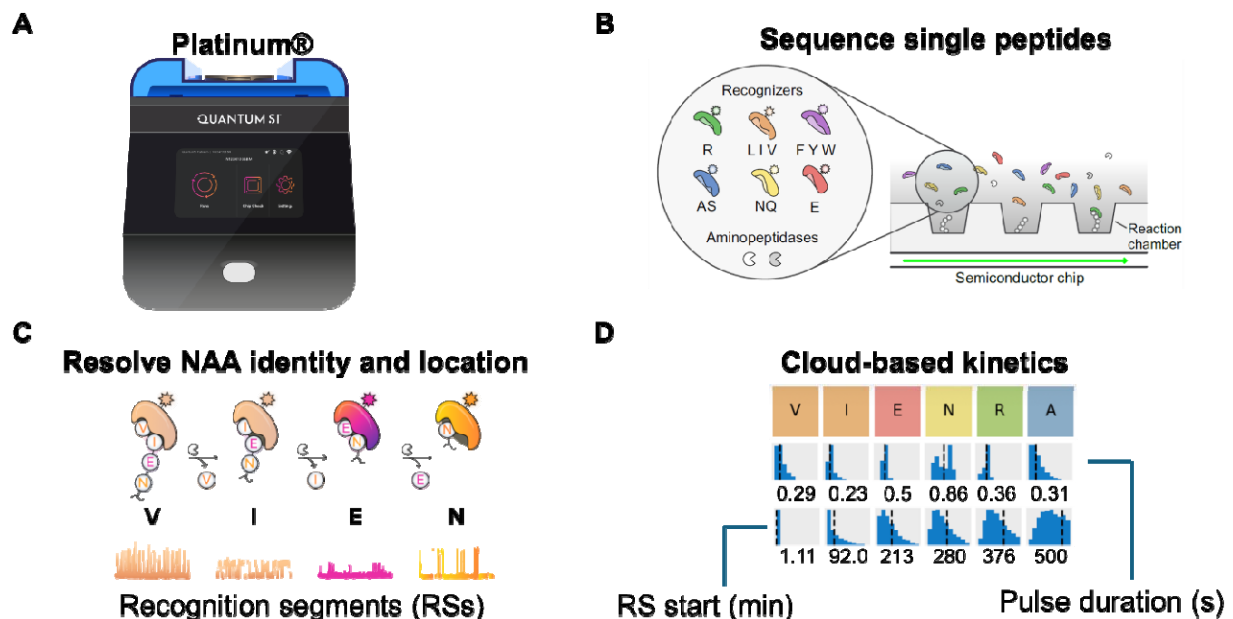 A
Platinum®
QUANTUM SI
B
Sequence single peptides
Recognizers
R L I V F Y W
AS NQ E
Aminopeptidases
Reaction
chamber
Semiconductor chip
C
Resolve NAA identity and location
V I E N
I E N
E N
N
V
I
E
V I E N
Recognition segments (RSs)
D
Cloud-based kinetics
V I E N R A
0.29 0.23 0.5 0.86 0.36 0.31
1.11 92.0 213 280 376 500
RS start (min)
Pulse duration (s)